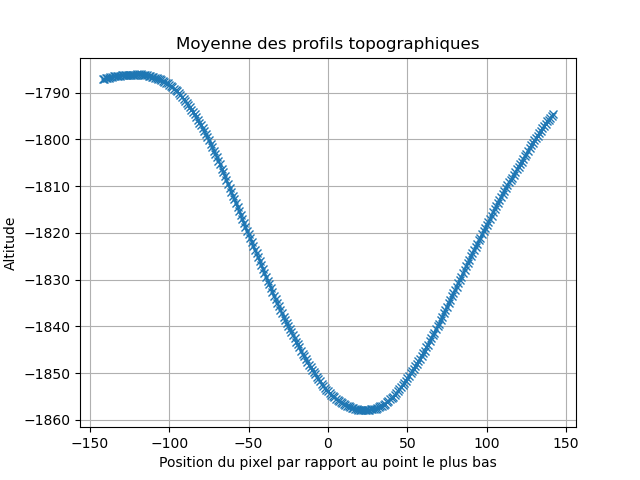 Moyenne des profils topographiques
Altitude
−1790
−1800
−1810
−1820
−1830
−1840
−1850
−1860
−150 −100 −50 0 50 100 150
Position du pixel par rapport au point le plus bas